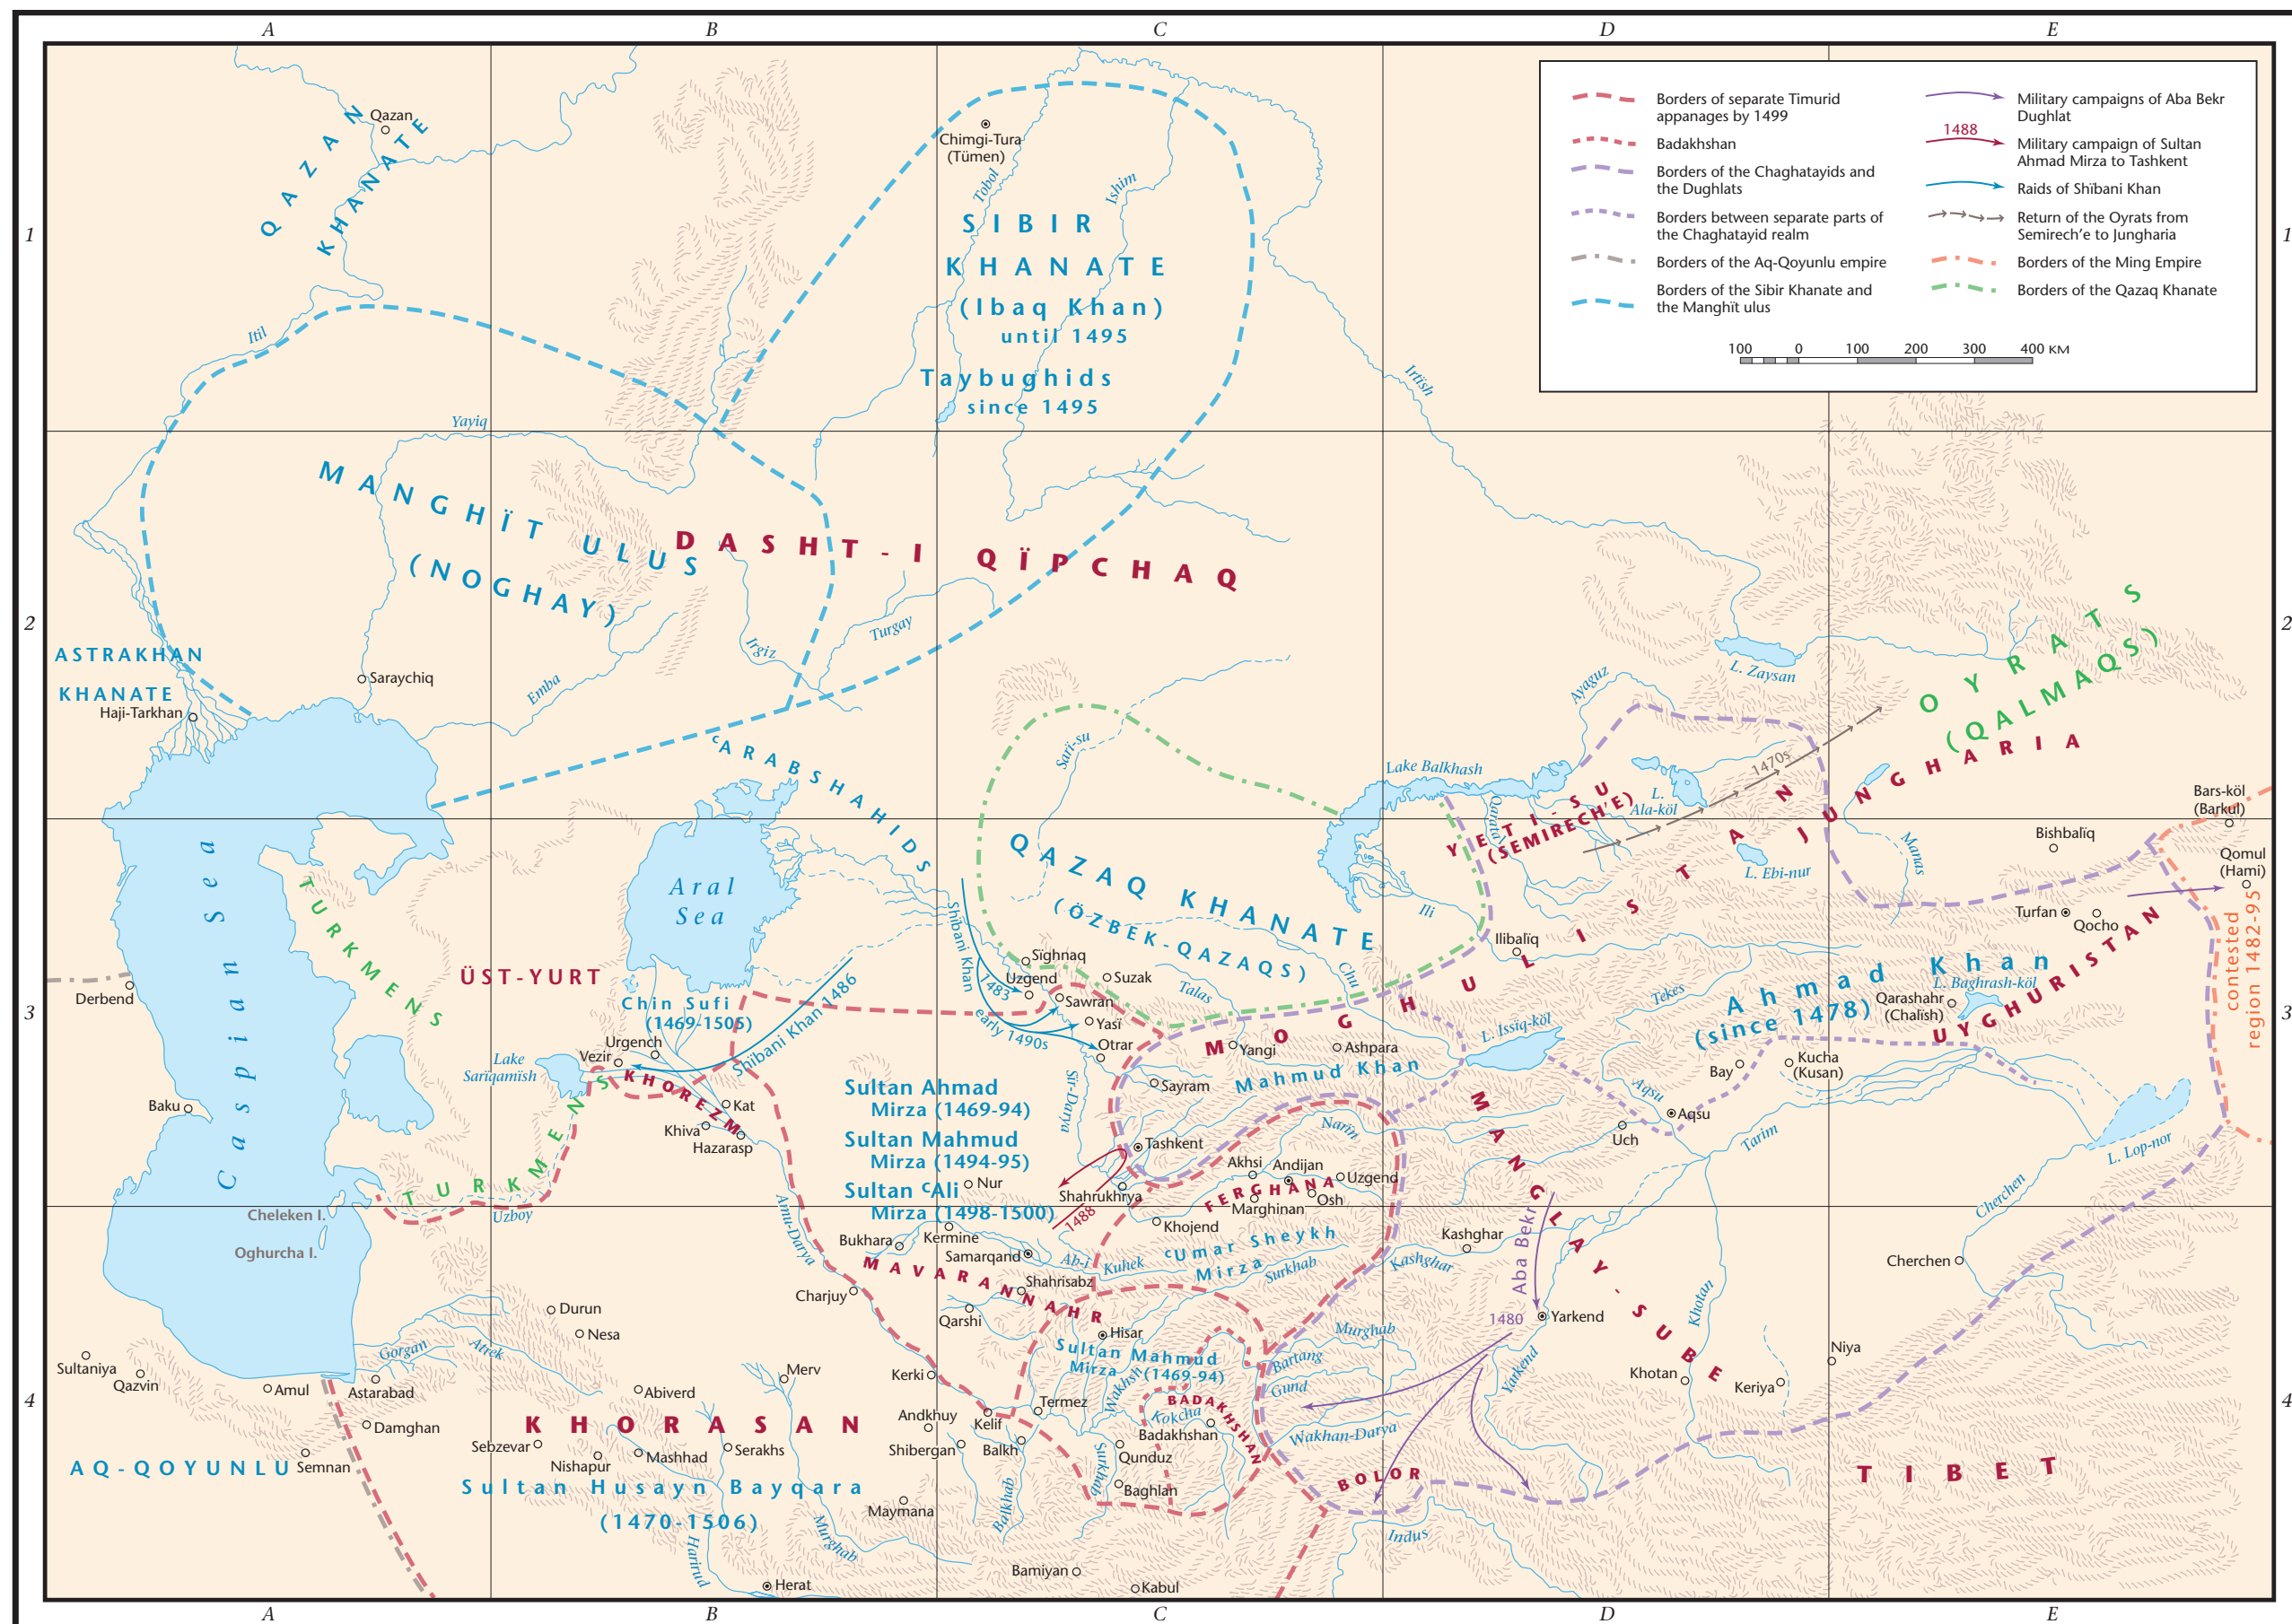 A
B
C
D
E
1
2
3
4
1
2
3
4
A
B
C
D
E
Borders of separate Timurid
appanages by 1499
Badakhshan
Borders of the Chaghatayids and
the Dughlats
Borders between separate parts of
the Chaghatayid realm
Borders of the Aq-Qoyunlu empire
Borders of the Sibir Khanate and
the Manghït ulus
Military campaigns of Aba Bekr
Dughlat
1488
Military campaign of Sultan
Ahmad Mirza to Tashkent
Raids of Shïbani Khan
Return of the Oyrats from
Semirech'e to Jungharia
Borders of the Ming Empire
Borders of the Qazaq Khanate
100 0 100 200 300 400 KM
Qazan
QAZAN
KHANATE
Itil
Chimgi-Tura
(Tümen)
Tobol
Ishim
SIBIR
KHANATE
(Ibaq Khan)
until 1495
Taybughids
since 1495
Irtïsh
Yayiq
MANGHÏT ULUS
(NOGHAY)
DASHT-I QÏPCHAQ
ASTRAKHAN
KHANATE
Haji-Tarkhan
Saraychiq
Emba
Irgiz
Turgay
Sarï-su
cARABSHAHIDS
Ayaguz
L. Zaysan
OYRATS
(QALMAQS)
JUNGHARIA
1470s
Lake Balkhash
Qaratal
YETI-SU
(SEMIRECH'E)
L.
Ala-köl
L. Ebi-nur
Manas
Bars-köl
(Barkul)
Bishbalïq
Qomul
(Hami)
Turfan
Qocho
contested
region 1482-95
UYGHURISTAN
Caspian Sea
TURKMENS
Aral
Sea
ÜST-YURT
Derbend
Baku
Chin Sufi
(1469-1505)
Urgench
Vezir
Lake
Sarïqamïsh
KHOREZM
Kat
Khiva
Hazarasp
Shïbani Khan 1486
Shïbani Khan
1483
early 1490s
QAZAQ KHANATE
(ÖZBEK-QAZAQS)
Sïghnaq
Uzgend
Suzak
Sawran
Yasï
Otrar
Talas
Chu
Ili
Ilibalïq
MOGHULISTAN
Yangi
Ashpara
Mahmud Khan
Sayram
L. Issïq-köl
Tekes
Ahmad Khan
(since 1478)
Qarashahr
(Chalïsh)
L. Baghrash-köl
Kucha
(Kusan)
Bay
Aqsu
Aqsu
Uch
Tarim
L. Lop-nor
Cherchen
Cherchen
TURKMENS
Uzboy
Cheleken I.
Oghurcha I.
Sultan Ahmad
Mirza (1469-94)
Sultan Mahmud
Mirza (1494-95)
Sultan cAli
Mirza (1498-1500)
Sïr-Darya
Tashkent
Nur
Shahrukhiya
1488
Narïn
Akhsi
Andijan
Uzgend
FERGHANA
Osh
Marghinan
Khojend
cUmar Sheykh
Mirza
Amu-Darya
Bukhara
Kermine
Samarqand
Ab-i Kuhek
Surkhab
MAVARANNAHR
Shahrisabz
Charjuy
Qarshi
Hisar
Sultan Mahmud
Mirza (1469-94)
Wakhsh
Kashghar
Kashghar
MANGLAY-SUBE
Aba Bekr
1480
Yarkend
Yarkend
Khotan
Khotan
Keriya
Niya
Murghab
Bartang
Gund
Wakhan-Darya
BADAKHSHAN
Kokcha
Badakhshan
Durun
Nesa
Sultaniya
Qazvin
Amul
Gorgan
Atrek
Astarabad
Damghan
Semnan
AQ-QOYUNLU
Abiverd
Merv
KHORASAN
Sebzevar
Nishapur
Mashhad
Serakhs
Sultan Husayn Bayqara
(1470-1506)
Harirud
Murghab
Herat
Kerki
Andkhuy
Shibergan
Kelif
Balkh
Termez
Maymana
Balkhab
Surkhab
Qunduz
Baghlan
Bamiyan
Kabul
BOLOR
Indus
TIBET